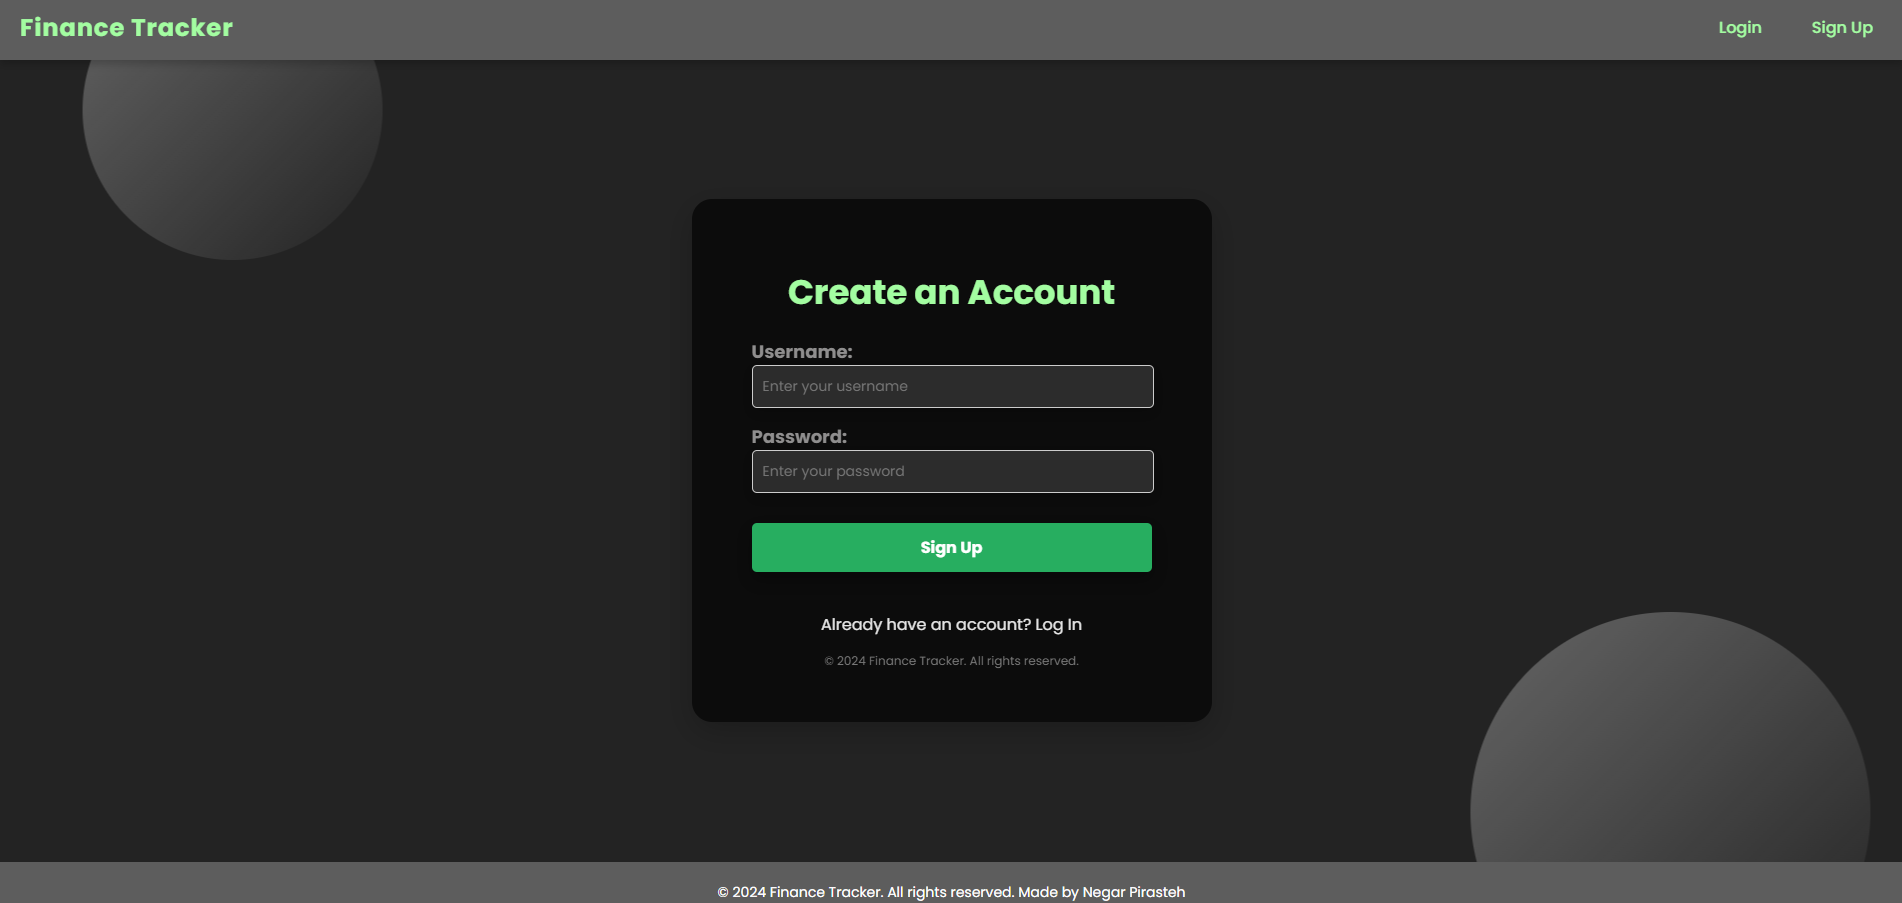 Finance Tracker
Login
Sign Up
Create an Account
Username:
Enter your username
Password:
Enter your password
Sign Up
Already have an account? Log In
© 2024 Finance Tracker. All rights reserved.
© 2024 Finance Tracker. All rights reserved. Made by Negar Pirasteh